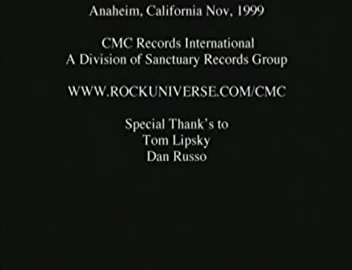 Anaheim, California Nov, 1999
CMC Records International
A Division of Sanctuary Records Group
WWW.ROCKUNIVERSE.COM/CMC
Special Thank's to
Tom Lipsky
Dan Russo